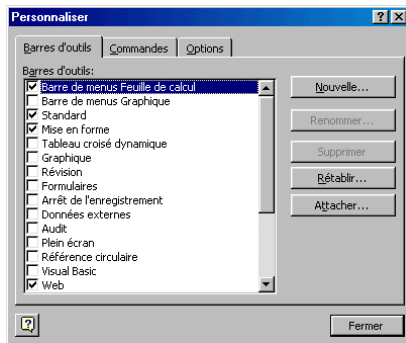 Personnaliser
Barres d'outils Commandes Options
Barres d'outils:
Barre de menus Feuille de calcul
Barre de menus Graphique
Standard
Mise en forme
Tableau croisé dynamique
Graphique
Révision
Formulaires
Arrêt de l'enregistrement
Données externes
Audit
Plein écran
Référence circulaire
Visual Basic
Web
Nouvelle...
Renommer...
Supprimer
Rétablir...
Attacher...
Fermer